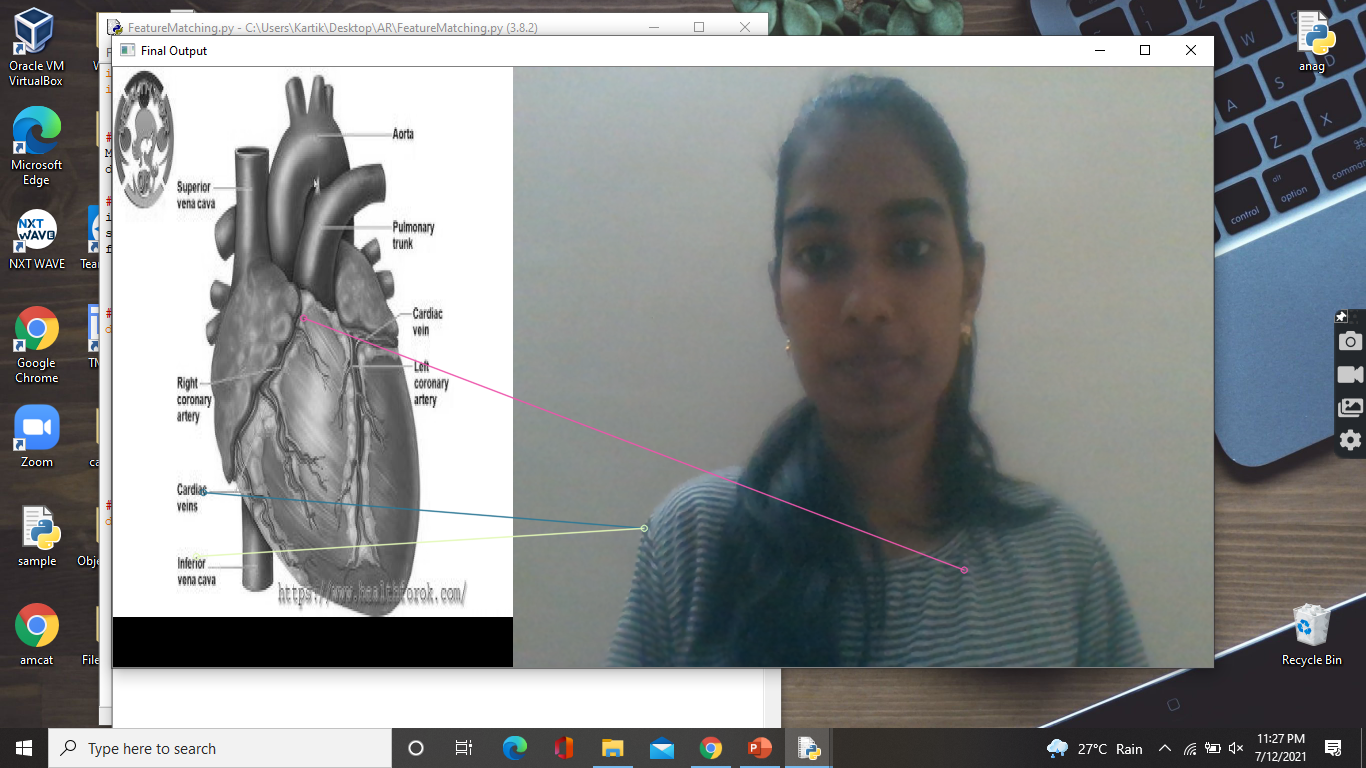 FeatureMatching.py - C:\Users\Kartik\Desktop\AR\FeatureMatching.py (3.8.2)
Final Output
Oracle VM
VirtualBox
Microsoft
Edge
NXT
WAVE
NXT WAVE
Google
Chrome
Zoom
sample
amcat
Aorta
Superior
vena cava
Pulmonary
trunk
Cardiac
vein
Left
coronary
artery
Right
coronary
artery
Cardiac
veins
Inferior
vena cava
https://www.healthforok.com/
anag
A
S
D
Z
X
control
option
alt
command
Recycle Bin
Type here to search
27°C Rain
11:27 PM
7/12/2021